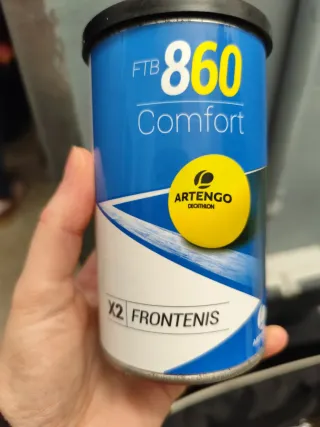 FTB 860
Comfort
ARTENGO
DECATHLON
X2 FRONTENIS